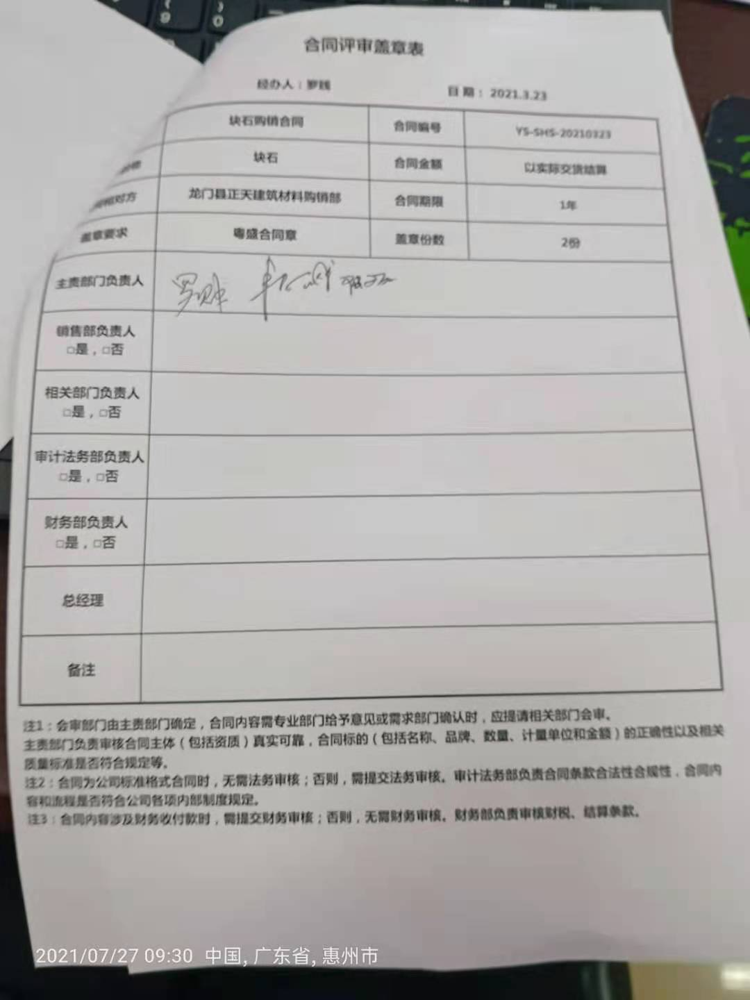 合同评审盖章表
经办人：罗贱
日期：2021.3.23
块石购销合同 合同编号 YS-SHS-20210323
块石 合同金额 以实际交货结算
相对方 龙门县正天建筑材料购销部 合同期限 1年
盖章要求 粤盛合同章 盖章份数 2份
主责部门负责人
销售部负责人
□是，□否
相关部门负责人
□是，□否
审计法务部负责人
□是，□否
财务部负责人
□是，□否
总经理
备注
注1：会审部门由主责部门确定，合同内容需专业部门给予意见或需求部门确认时，应提请相关部门会审。
主责部门负责审核合同主体（包括资质）真实可靠，合同标的（包括名称、品牌、数量、计量单位和金额）的正确性以及相关
质量标准是否符合规定等。
注2：合同为公司标准格式合同时，无需法务审核；否则，需提交法务审核。审计法务部负责合同条款合法性合规性，合同内
容和流程是否符合公司各项内部制度规定。
注3：合同内容涉及财务收付款时，需提交财务审核；否则，无需财务审核。财务部负责审核财税、结算条款。
2021/07/27 09:30 中国, 广东省, 惠州市